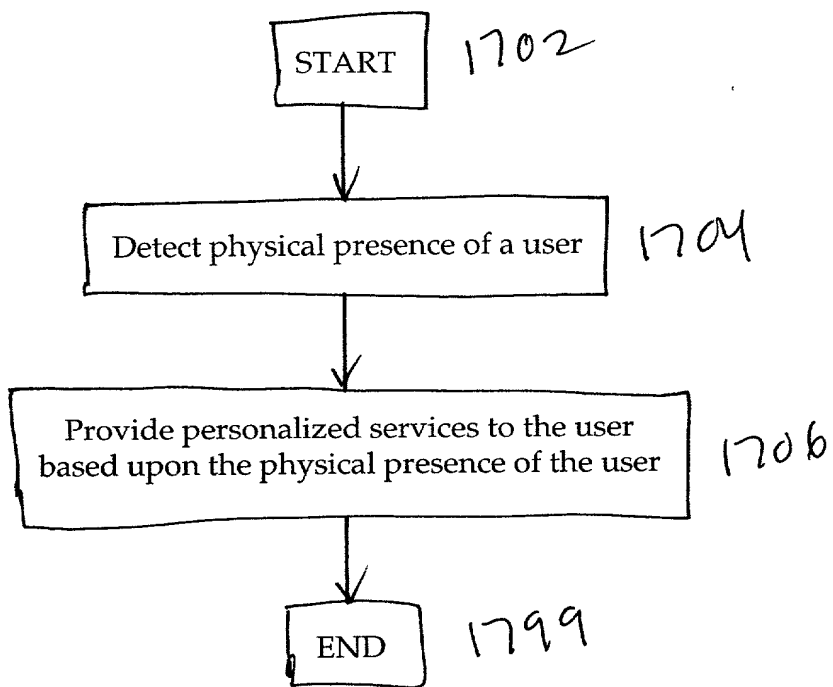 START 1702
Detect physical presence of a user 1704
Provide personalized services to the user
based upon the physical presence of the user 1706
END 1799